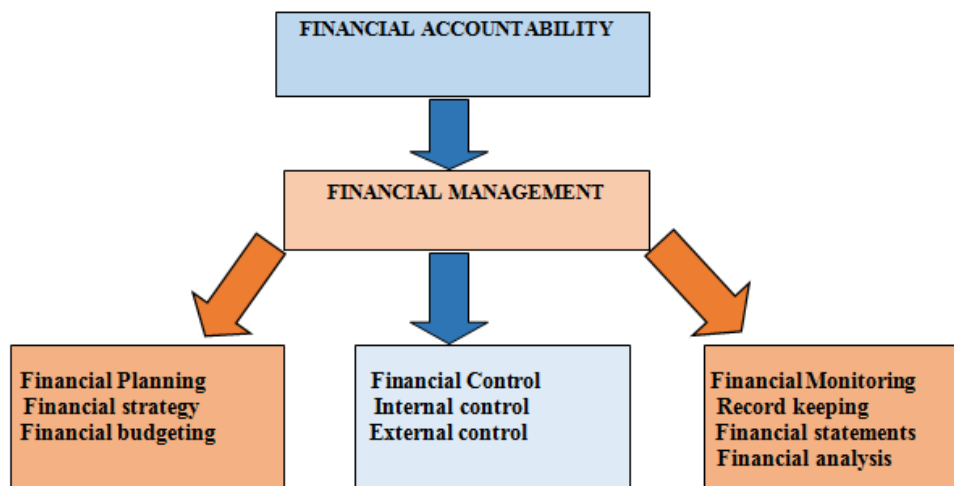 FINANCIAL ACCOUNTABILITY
FINANCIAL MANAGEMENT
Financial Planning
Financial strategy
Financial budgeting
Financial Control
Internal control
External control
Financial Monitoring
Record keeping
Financial statements
Financial analysis